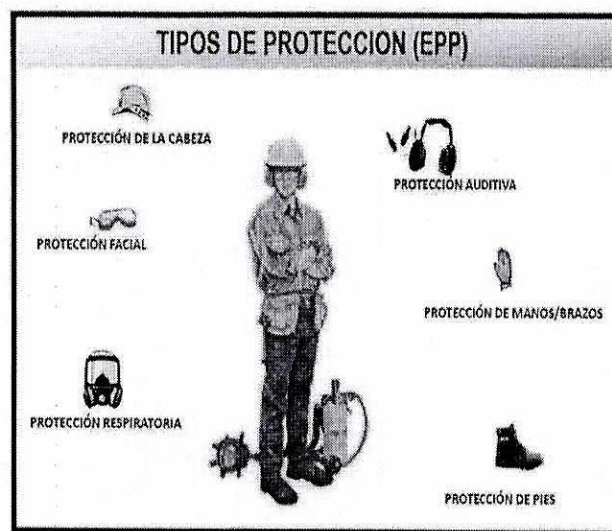 TIPOS DE PROTECCION (EPP)
PROTECCIÓN DE LA CABEZA
PROTECCIÓN AUDITIVA
PROTECCIÓN FACIAL
PROTECCIÓN DE MANOS/BRAZOS
PROTECCIÓN RESPIRATORIA
PROTECCIÓN DE PIES